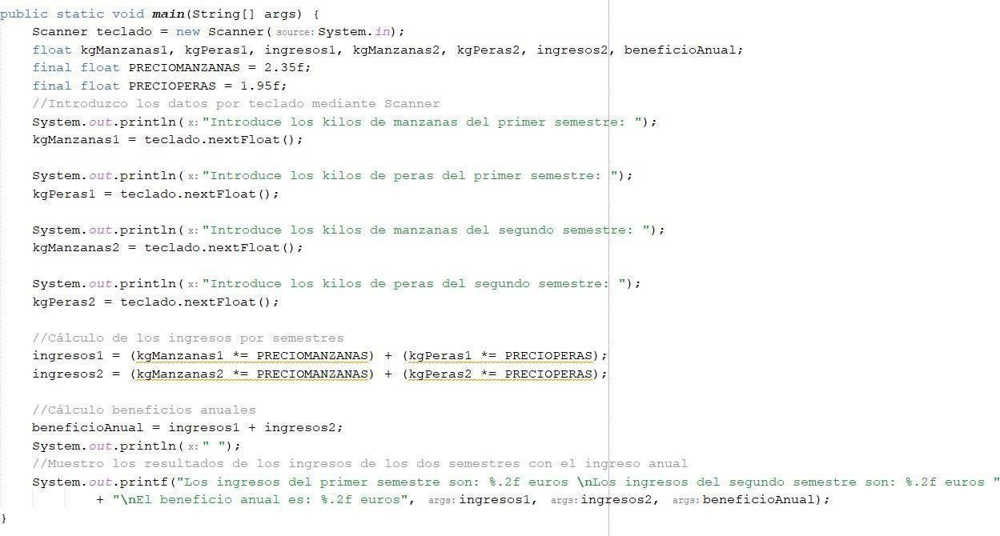 public static void main(String[] args) {
Scanner teclado = new Scanner( source: System.in);
float kgManzanas1, kgPeras1, ingresos1, kgManzanas2, kgPeras2, ingresos2, beneficioAnual;
final float PRECIOMANZANAS = 2.35f;
final float PRECIOPERAS = 1.95f;
//Introduzco los datos por teclado mediante Scanner
System.out.println( x: "Introduce los kilos de manzanas del primer semestre: ");
kgManzanas1 = teclado.nextFloat();
System.out.println( x: "Introduce los kilos de peras del primer semestre: ");
kgPeras1 = teclado.nextFloat();
System.out.println( x: "Introduce los kilos de manzanas del segundo semestre: ");
kgManzanas2 = teclado.nextFloat();
System.out.println( x: "Introduce los kilos de peras del segundo semestre: ");
kgPeras2 = teclado.nextFloat();
//Cálculo de los ingresos por semestres
ingresos1 = (kgManzanas1 *= PRECIOMANZANAS) + (kgPeras1 *= PRECIOPERAS);
ingresos2 = (kgManzanas2 *= PRECIOMANZANAS) + (kgPeras2 *= PRECIOPERAS);
//Cálculo beneficios anuales
beneficioAnual = ingresos1 + ingresos2;
System.out.println( x: " ");
//Muestro los resultados de los ingresos de los dos semestres con el ingreso anual
System.out.printf("Los ingresos del primer semestre son: %.2f euros \nLos ingresos del segundo semestre son: %.2f euros "
+ "\nEl beneficio anual es: %.2f euros", args: ingresos1, args: ingresos2, args: beneficioAnual);
}